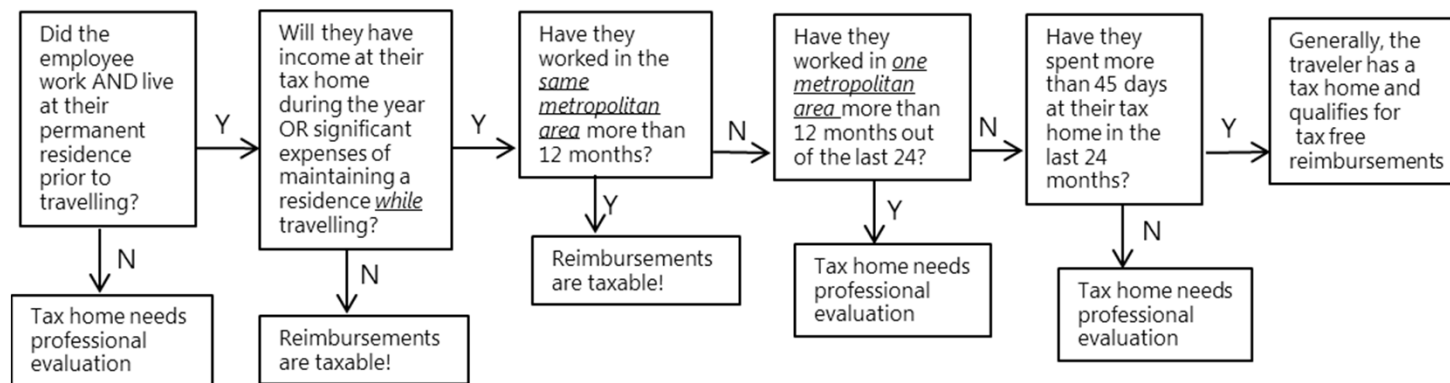 Did the
employee
work AND live
at their
permanent
residence
prior to
travelling?
Y
N
Tax home needs
professional
evaluation
Will they have
income at their
tax home
during the year
OR significant
expenses of
maintaining a
residence while
travelling?
Y
N
Reimbursements
are taxable!
Have they
worked in the
same
metropolitan
area more than
12 months?
N
Y
Reimbursements
are taxable!
Have they
worked in one
metropolitan
area more than
12 months out
of the last 24?
N
Y
Tax home needs
professional
evaluation
Have they
spent more
than 45 days
at their tax
home in the
last 24
months?
Y
N
Tax home needs
professional
evaluation
Generally, the
traveler has a
tax home and
qualifies for
tax free
reimbursements